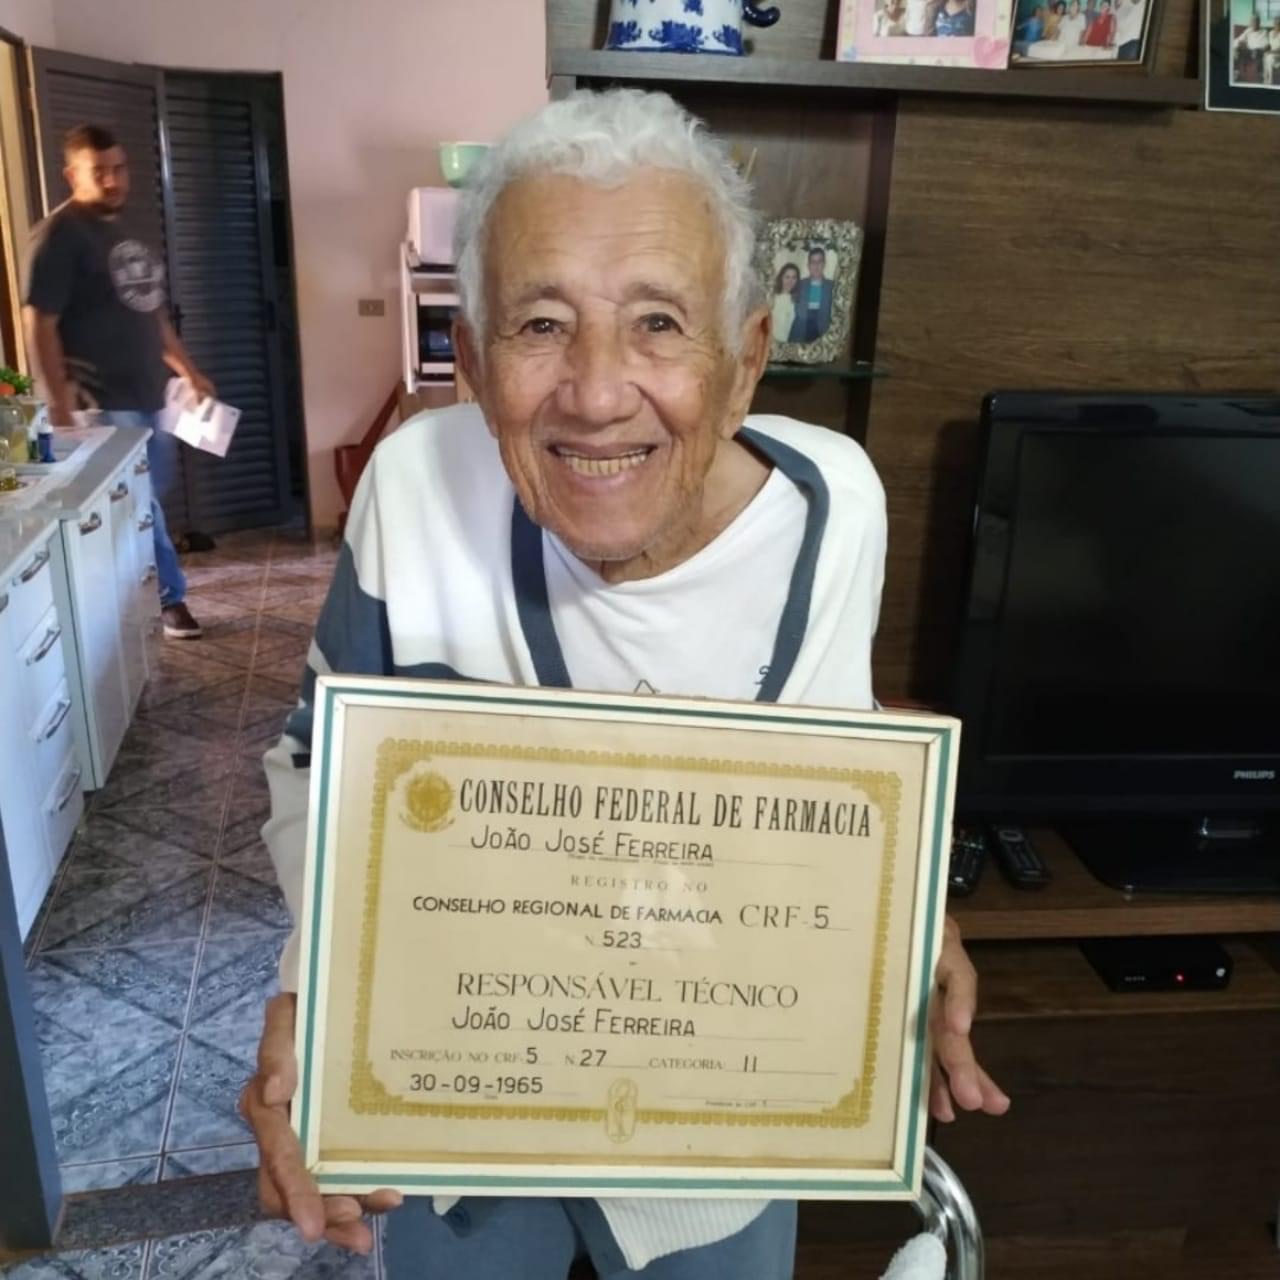 CONSELHO FEDERAL DE FARMACIA
JOÃO JOSÉ FERREIRA
REGISTRO NO
CONSELHO REGIONAL DE FARMACIA CRF-5
N. 523
RESPONSÁVEL TÉCNICO
JOÃO JOSÉ FERREIRA
INSCRIÇÃO NO CRF-5 N. 27 CATEGORIA: II
30-09-1965
PHILIPS